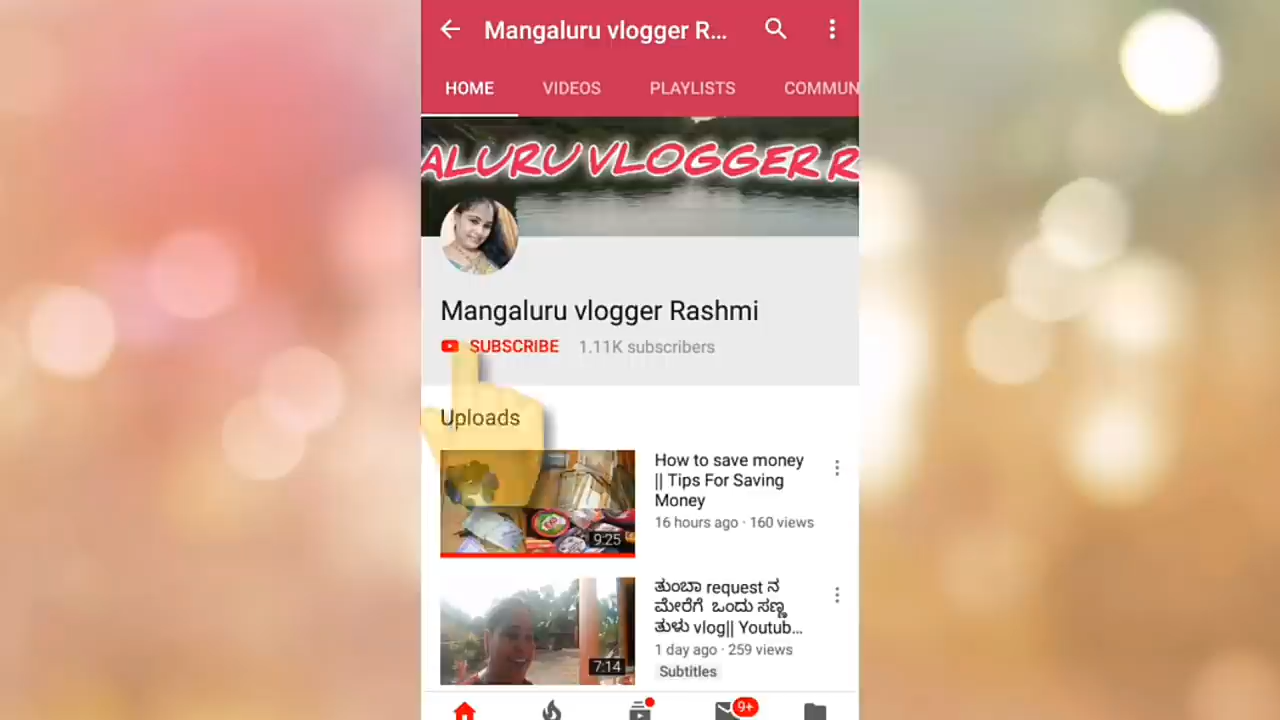 Mangaluru vlogger R...
HOME VIDEOS PLAYLISTS COMMUN
ALURU VLOGGER R
Mangaluru vlogger Rashmi
SUBSCRIBE 1.11K subscribers
Uploads
How to save money
|| Tips For Saving
Money
16 hours ago · 160 views
9:25
ತುಂಬಾ request ನ
ಮೇರೆಗೆ ಒಂದು ಸಣ್ಣ
ತುಳು vlog|| Youtub...
1 day ago · 259 views
7:14
Subtitles
9+